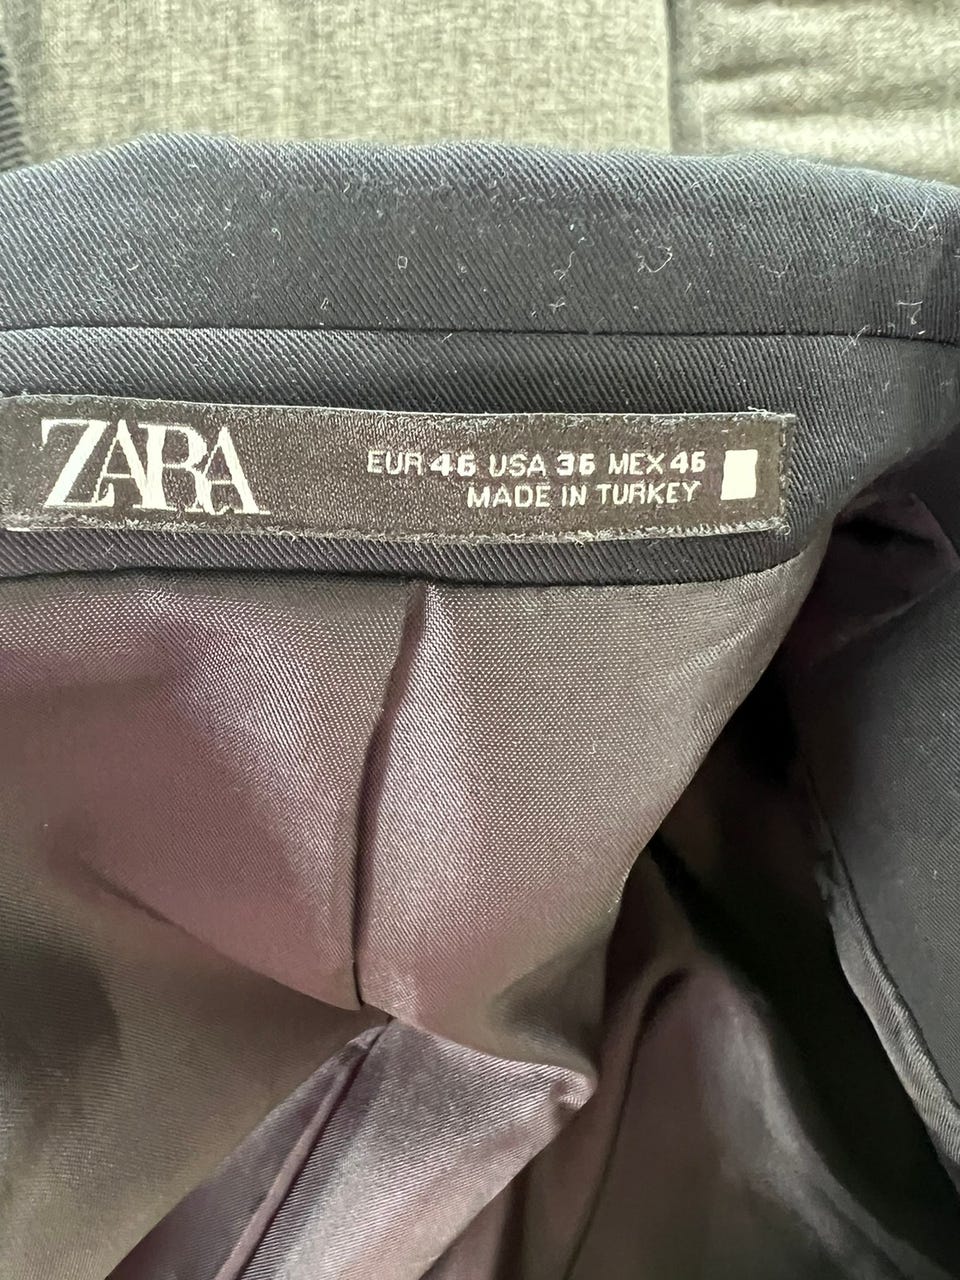 ZARA
EUR 46 USA 36 MEX 46
MADE IN TURKEY